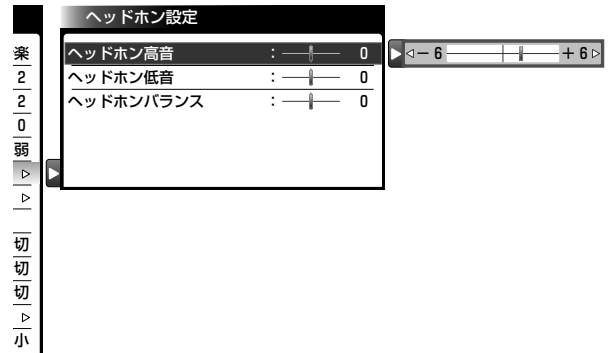 ヘッドホン設定
楽
2
2
0
弱
▷
▷
切
切
切
▷
小
ヘッドホン高音 : 0
ヘッドホン低音 : 0
ヘッドホンバランス : 0
◁− 6 + 6▷